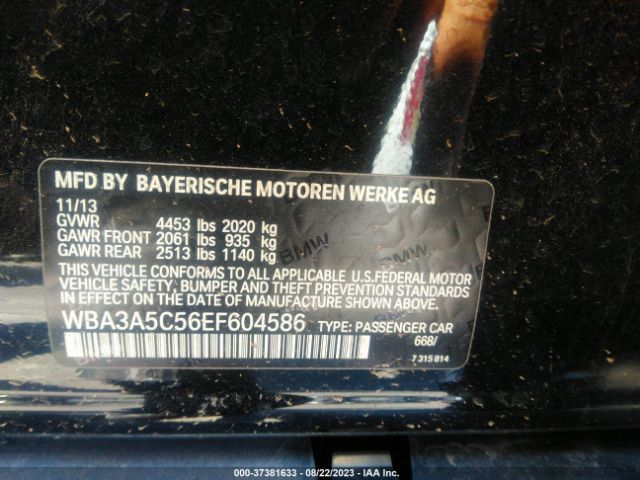 MFD BY BAYERISCHE MOTOREN WERKE AG
11/13
GVWR 4453 lbs 2020 kg
GAWR FRONT 2061 lbs 935 kg
GAWR REAR 2513 lbs 1140 kg
THIS VEHICLE CONFORMS TO ALL APPLICABLE U.S.FEDERAL MOTOR
VEHICLE SAFETY, BUMPER AND THEFT PREVENTION STANDARDS
IN EFFECT ON THE DATE OF MANUFACTURE SHOWN ABOVE.
WBA3A5C56EF604586 TYPE: PASSENGER CAR
668/
7 315 814
BMW
000-37381633 - 08/22/2023 - IAA Inc.